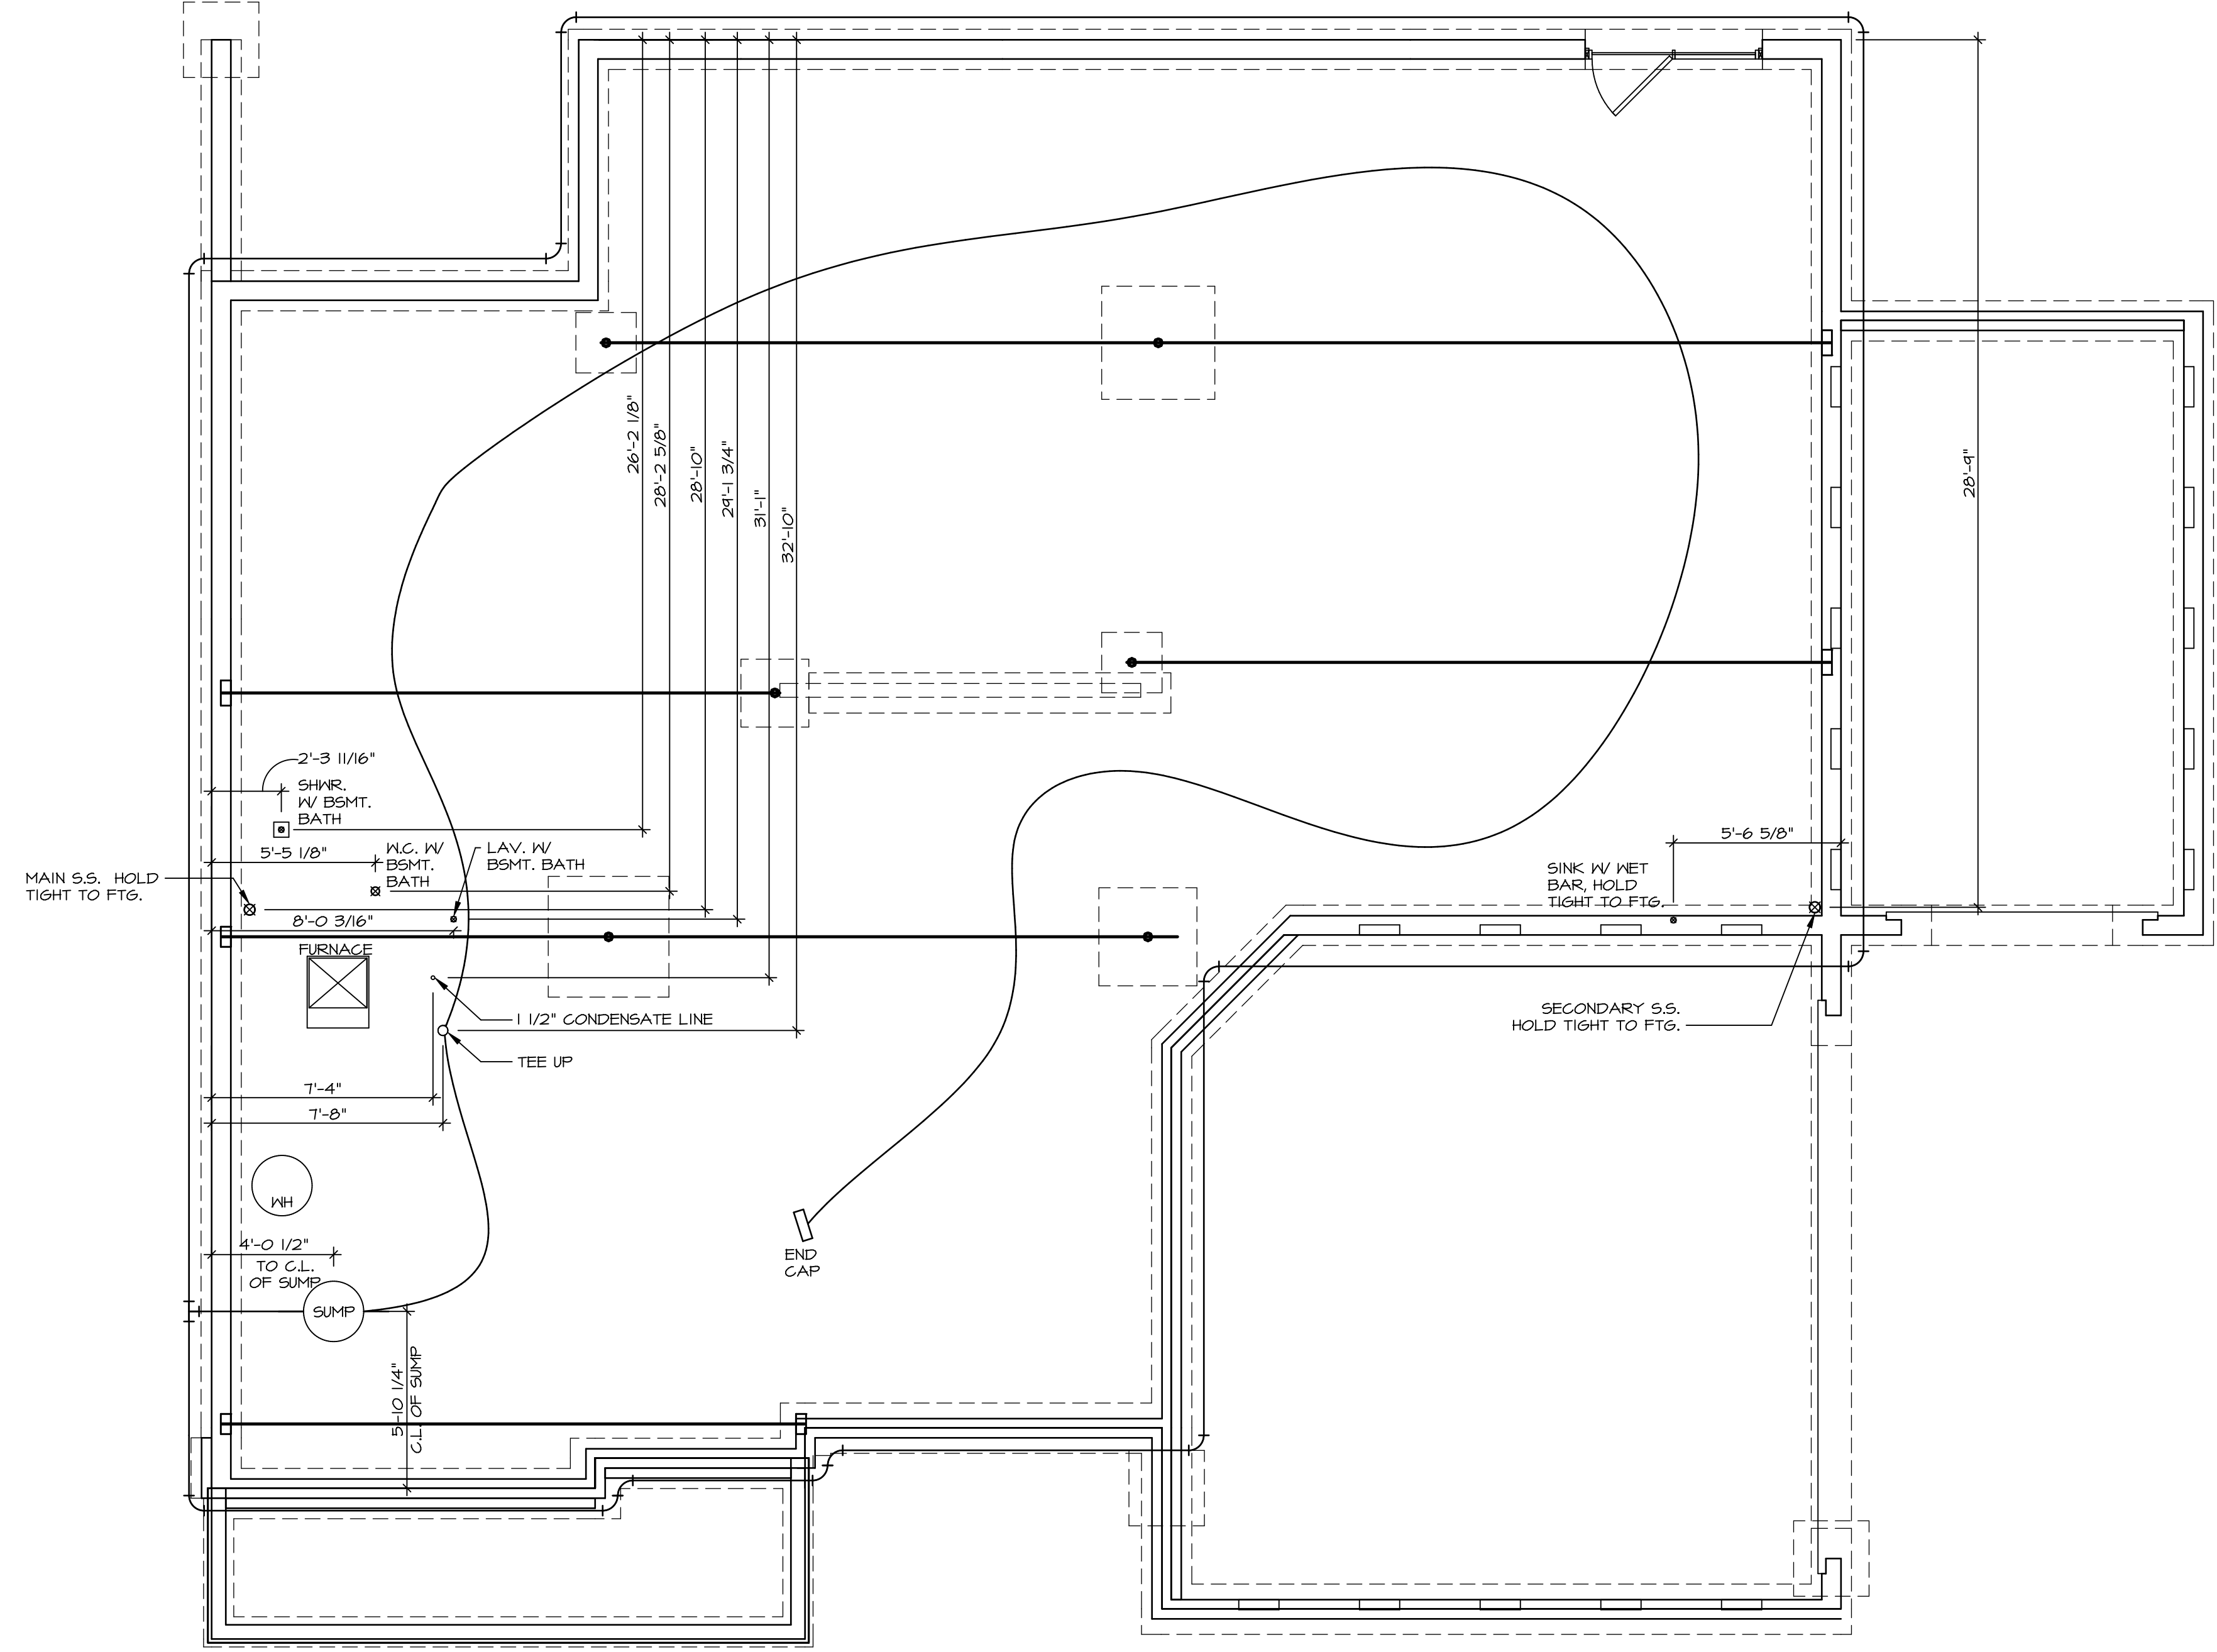 26'-2 1/8"
28'-2 5/8"
28'-10"
29'-1 3/4"
31'-1"
32'-10"
28'-9"
2'-3 11/16"
SHWR.
W/ BSMT.
BATH
5'-5 1/8"
W.C. W/
BSMT.
BATH
LAV. W/
BSMT. BATH
MAIN S.S. HOLD
TIGHT TO FTG.
8'-0 3/16"
FURNACE
5'-6 5/8"
SINK W/ WET
BAR, HOLD
TIGHT TO FTG.
SECONDARY S.S.
HOLD TIGHT TO FTG.
1 1/2" CONDENSATE LINE
TEE UP
7'-4"
7'-8"
WH
4'-0 1/2"
TO C.L.
OF SUMP
SUMP
END
CAP
5'-10 1/4"
C.L. OF SUMP